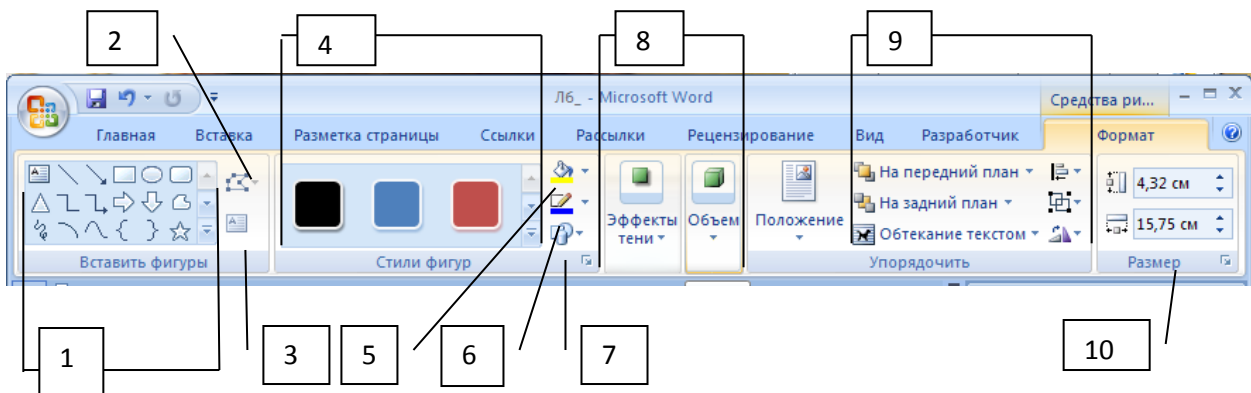 2
4
8
9
Л6_ - Microsoft Word
Средства ри...
Главная
Вставка
Разметка страницы
Ссылки
Рассылки
Рецензирование
Вид
Разработчик
Формат
На передний план
На задний план
Обтекание текстом
Эффекты
тени
Объем
Положение
4,32 см
15,75 см
Вставить фигуры
Стили фигур
Упорядочить
Размер
1
3
5
6
7
10